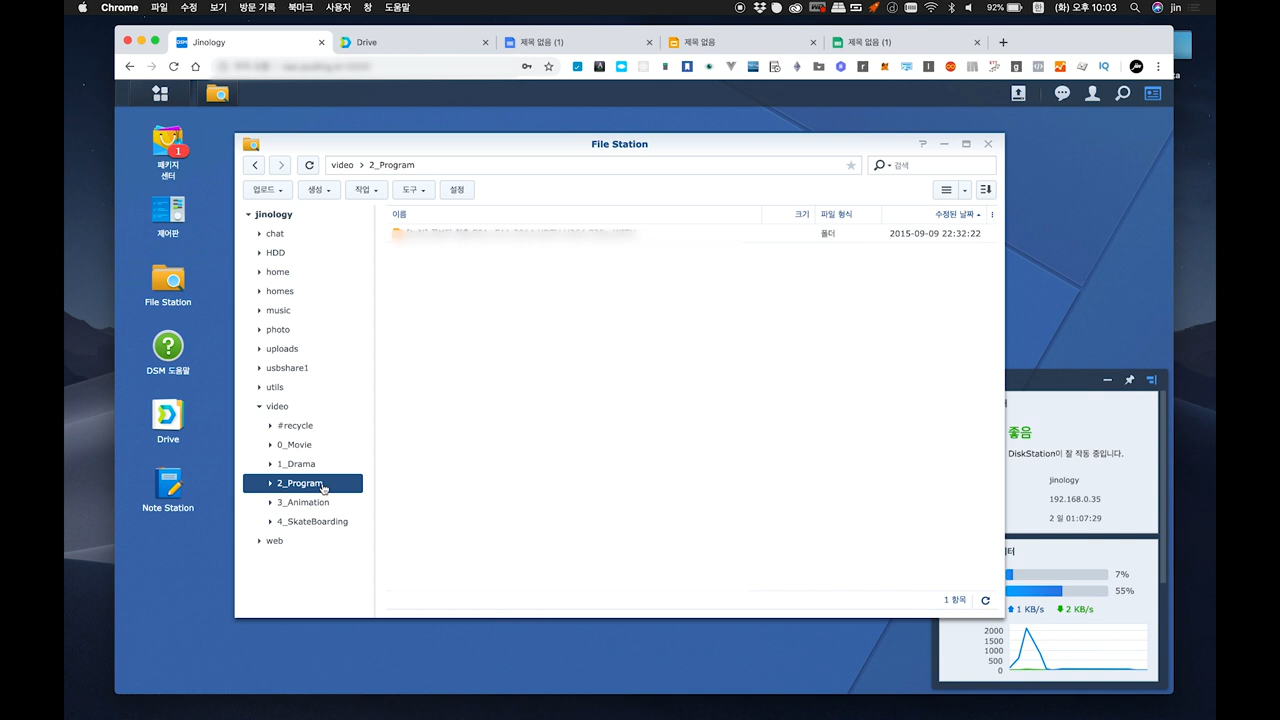 Chrome 파일 수정 보기 방문 기록 북마크 사용자 창 도움말
92% (화) 오후 10:03 jin
Jinology
Drive
제목 없음 (1)
제목 없음
제목 없음 (1)
IQ
패키지
센터
1
제어판
File Station
DSM 도움말
Drive
Note Station
File Station
video > 2_Program
검색
업로드
생성
작업
도구
설정
이름 크기 파일 형식 수정된 날짜
폴더 2015-09-09 22:32:22
jinology
chat
HDD
home
homes
music
photo
uploads
usbshare1
utils
video
#recycle
0_Movie
1_Drama
2_Program
3_Animation
4_SkateBoarding
web
1 항목
좋음
DiskStation이 잘 작동 중입니다.
jinology
192.168.0.35
2 일 01:07:29
7%
55%
1 KB/s 2 KB/s
2000
1500
1000
500
0